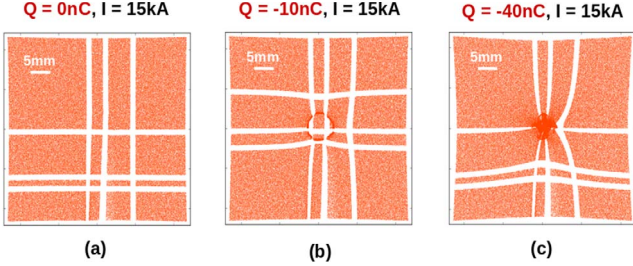 Q = 0nC, I = 15kA
Q = -10nC, I = 15kA
Q = -40nC, I = 15kA
5mm
5mm
5mm
(a)
(b)
(c)